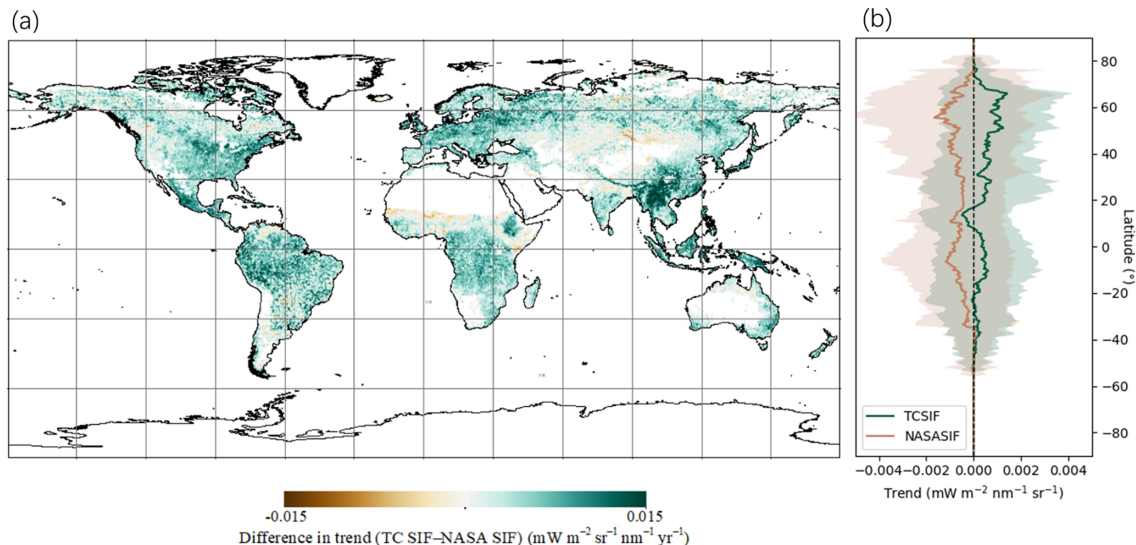 (a)
(b)
80
60
40
20
0
−20
−40
−60
−80
Latitude (°)
TCSIF
NASASIF
−0.004 −0.002 0.000 0.002 0.004
Trend (mW m⁻² nm⁻¹ sr⁻¹)
-0.015 0.015
Difference in trend (TC SIF–NASA SIF) (mW m⁻² sr⁻¹ nm⁻¹ yr⁻¹)